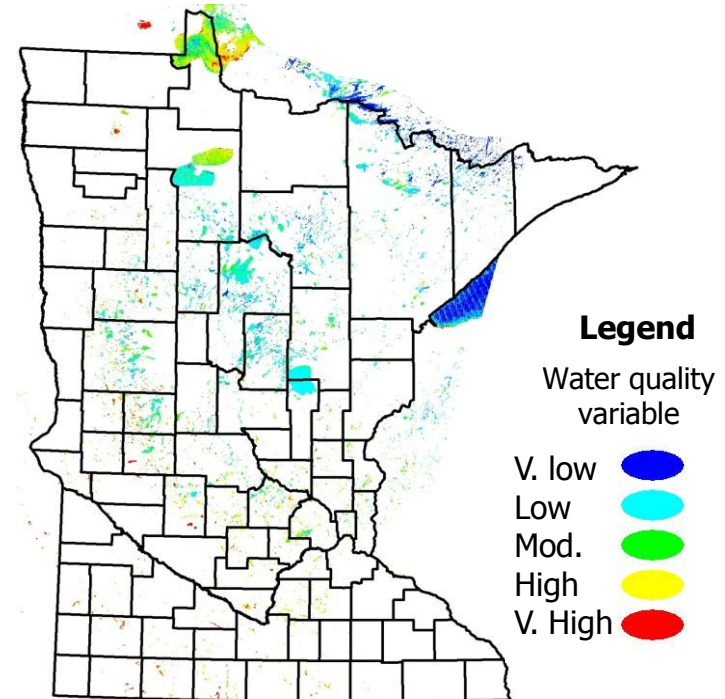 Legend
Water quality
variable
V. low
Low
Mod.
High
V. High